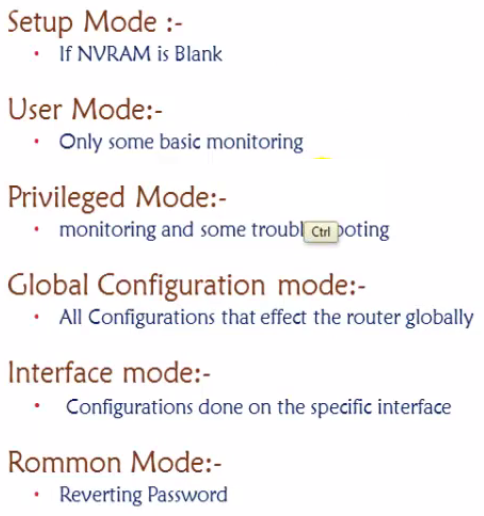 Setup Mode :-
• If NVRAM is Blank
User Mode:-
• Only some basic monitoring
Privileged Mode:-
• monitoring and some troubl Ctrl ooting
Global Configuration mode:-
• All Configurations that effect the router globally
Interface mode:-
• Configurations done on the specific interface
Rommon Mode:-
• Reverting Password